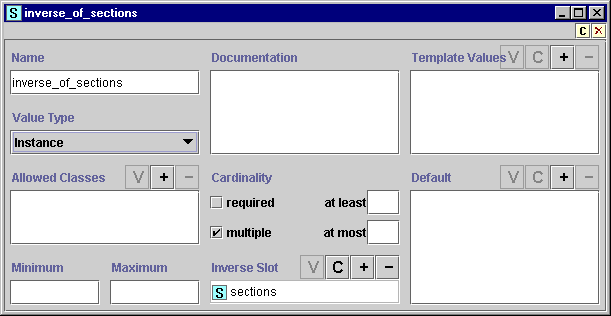 S inverse_of_sections
C
Name
inverse_of_sections
Documentation
Template Values V C + −
Value Type
Instance
Allowed Classes V + −
Cardinality
required at least
multiple at most
Default V C + −
Minimum
Maximum
Inverse Slot V C + −
S sections